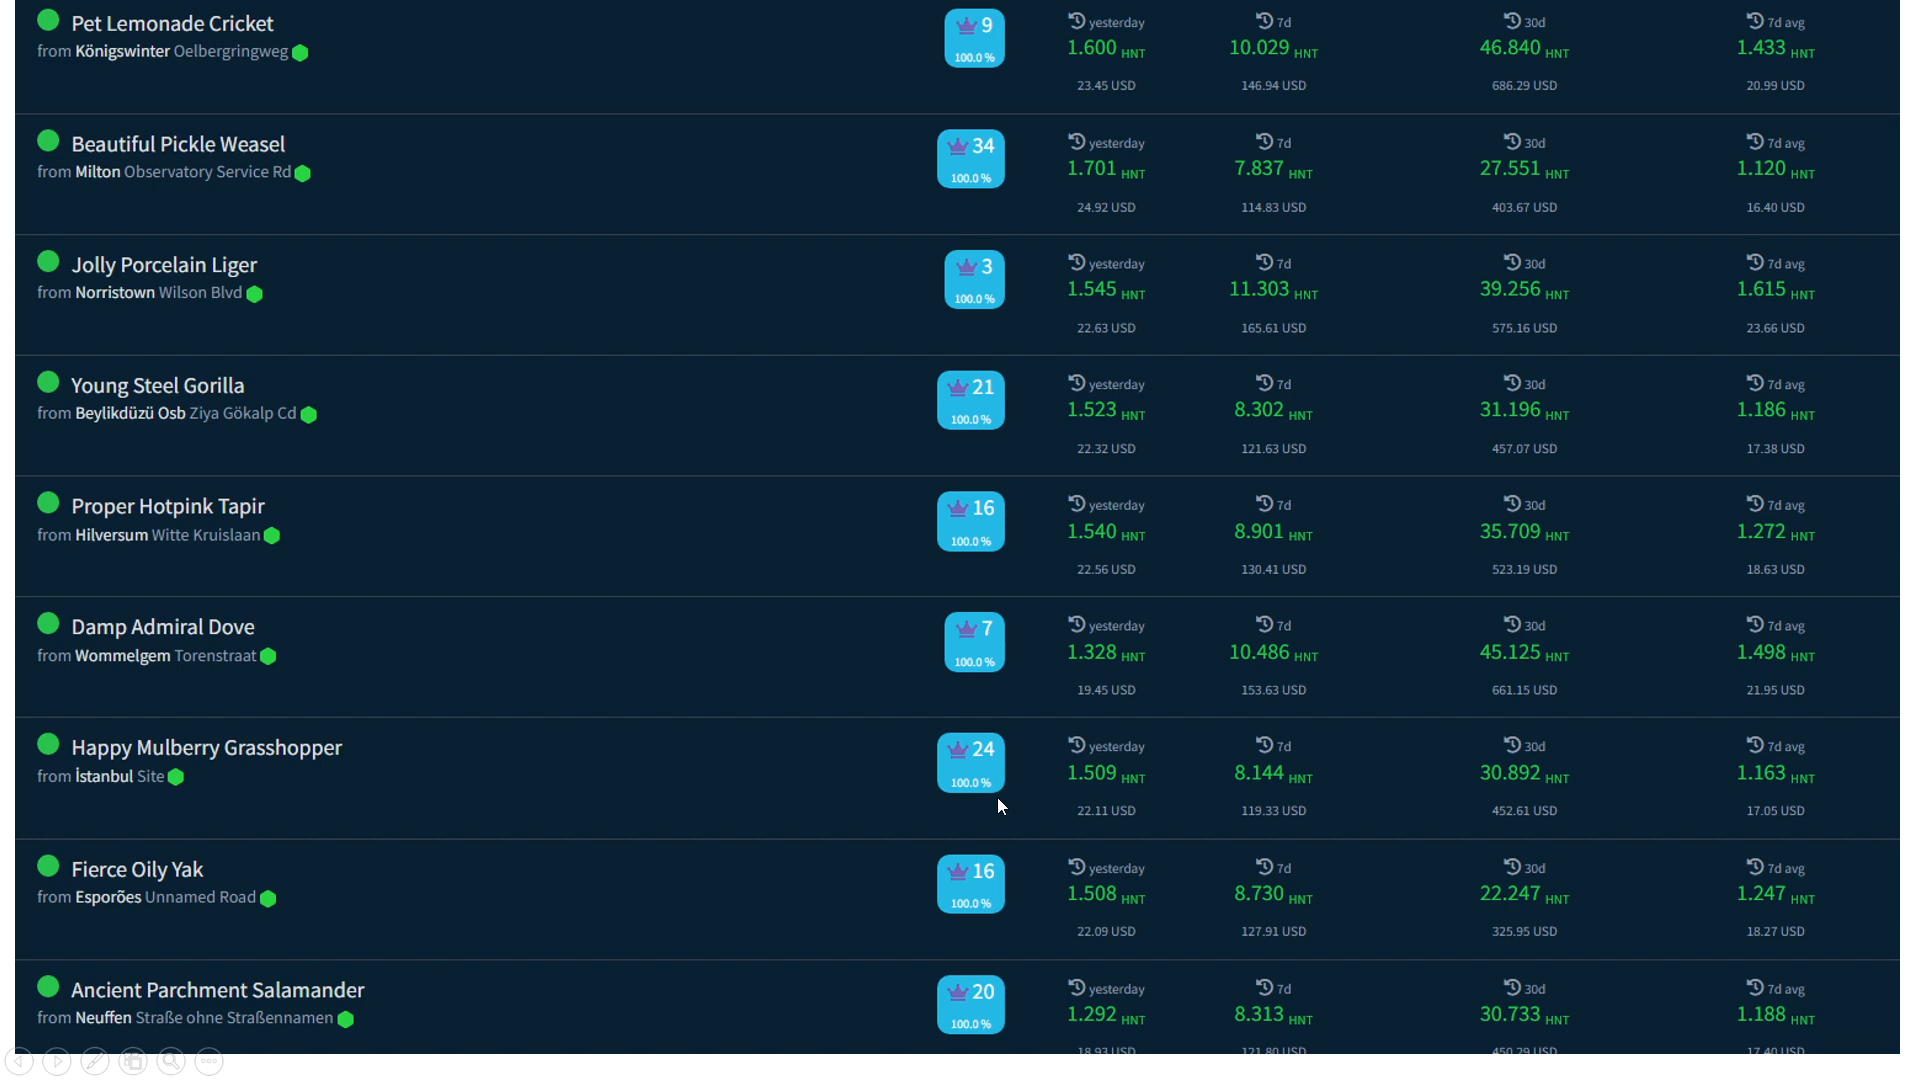 Pet Lemonade Cricket
from Königswinter Oelbergringweg
9
100.0 %
yesterday
1.600 HNT
23.45 USD
7d
10.029 HNT
146.94 USD
30d
46.840 HNT
686.29 USD
7d avg
1.433 HNT
20.99 USD
Beautiful Pickle Weasel
from Milton Observatory Service Rd
34
100.0 %
yesterday
1.701 HNT
24.92 USD
7d
7.837 HNT
114.83 USD
30d
27.551 HNT
403.67 USD
7d avg
1.120 HNT
16.40 USD
Jolly Porcelain Liger
from Norristown Wilson Blvd
3
100.0 %
yesterday
1.545 HNT
22.63 USD
7d
11.303 HNT
165.61 USD
30d
39.256 HNT
575.16 USD
7d avg
1.615 HNT
23.66 USD
Young Steel Gorilla
from Beylikdüzü Osb Ziya Gökalp Cd
21
100.0 %
yesterday
1.523 HNT
22.32 USD
7d
8.302 HNT
121.63 USD
30d
31.196 HNT
457.07 USD
7d avg
1.186 HNT
17.38 USD
Proper Hotpink Tapir
from Hilversum Witte Kruislaan
16
100.0 %
yesterday
1.540 HNT
22.56 USD
7d
8.901 HNT
130.41 USD
30d
35.709 HNT
523.19 USD
7d avg
1.272 HNT
18.63 USD
Damp Admiral Dove
from Wommelgem Torenstraat
7
100.0 %
yesterday
1.328 HNT
19.45 USD
7d
10.486 HNT
153.63 USD
30d
45.125 HNT
661.15 USD
7d avg
1.498 HNT
21.95 USD
Happy Mulberry Grasshopper
from İstanbul Site
24
100.0 %
yesterday
1.509 HNT
22.11 USD
7d
8.144 HNT
119.33 USD
30d
30.892 HNT
452.61 USD
7d avg
1.163 HNT
17.05 USD
Fierce Oily Yak
from Esporões Unnamed Road
16
100.0 %
yesterday
1.508 HNT
22.09 USD
7d
8.730 HNT
127.91 USD
30d
22.247 HNT
325.95 USD
7d avg
1.247 HNT
18.27 USD
Ancient Parchment Salamander
from Neuffen Straße ohne Straßennamen
20
100.0 %
yesterday
1.292 HNT
18.93 USD
7d
8.313 HNT
121.80 USD
30d
30.733 HNT
450.29 USD
7d avg
1.188 HNT
17.40 USD